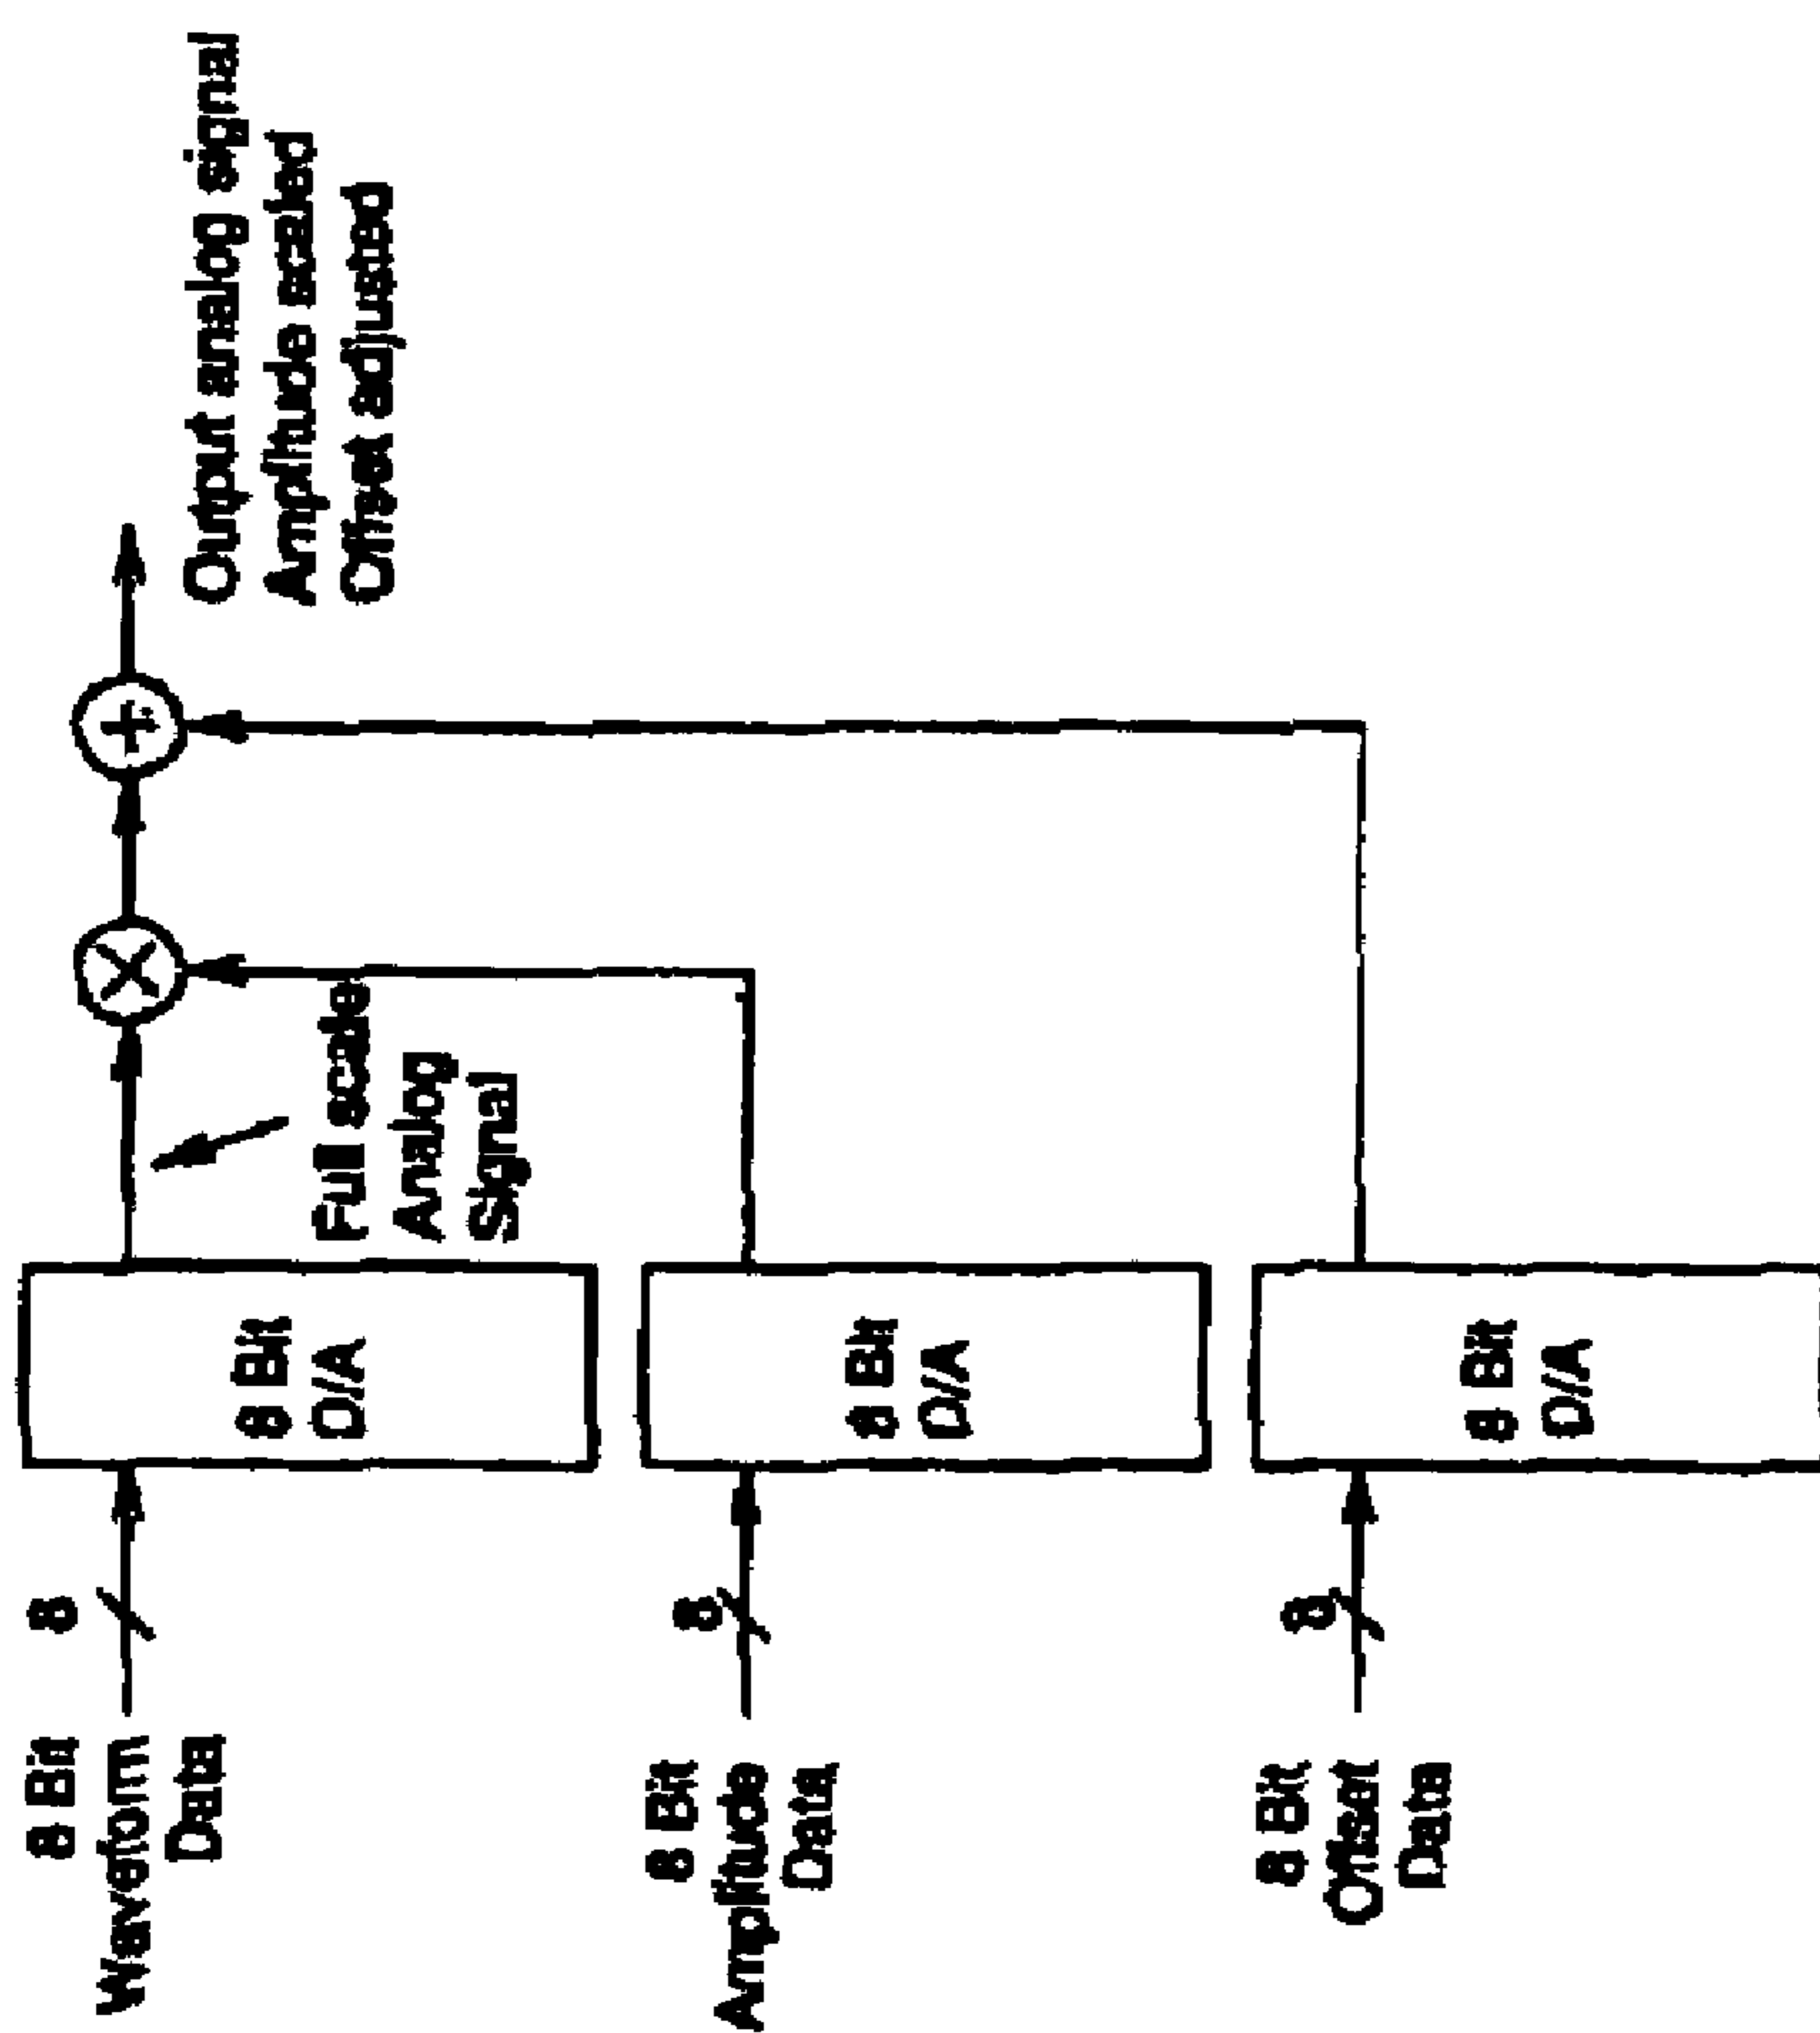 8 Bit
Waveform
Data
8
8 Bit
D/A
Full scale
Analog
Signal
Output analog signal
Amplitude scaled
Offset adjusted
8 Bit
Amplitude
Data
8
8 Bit
D/A
8 Bit
Offset
Data
8
8 Bit
D/A